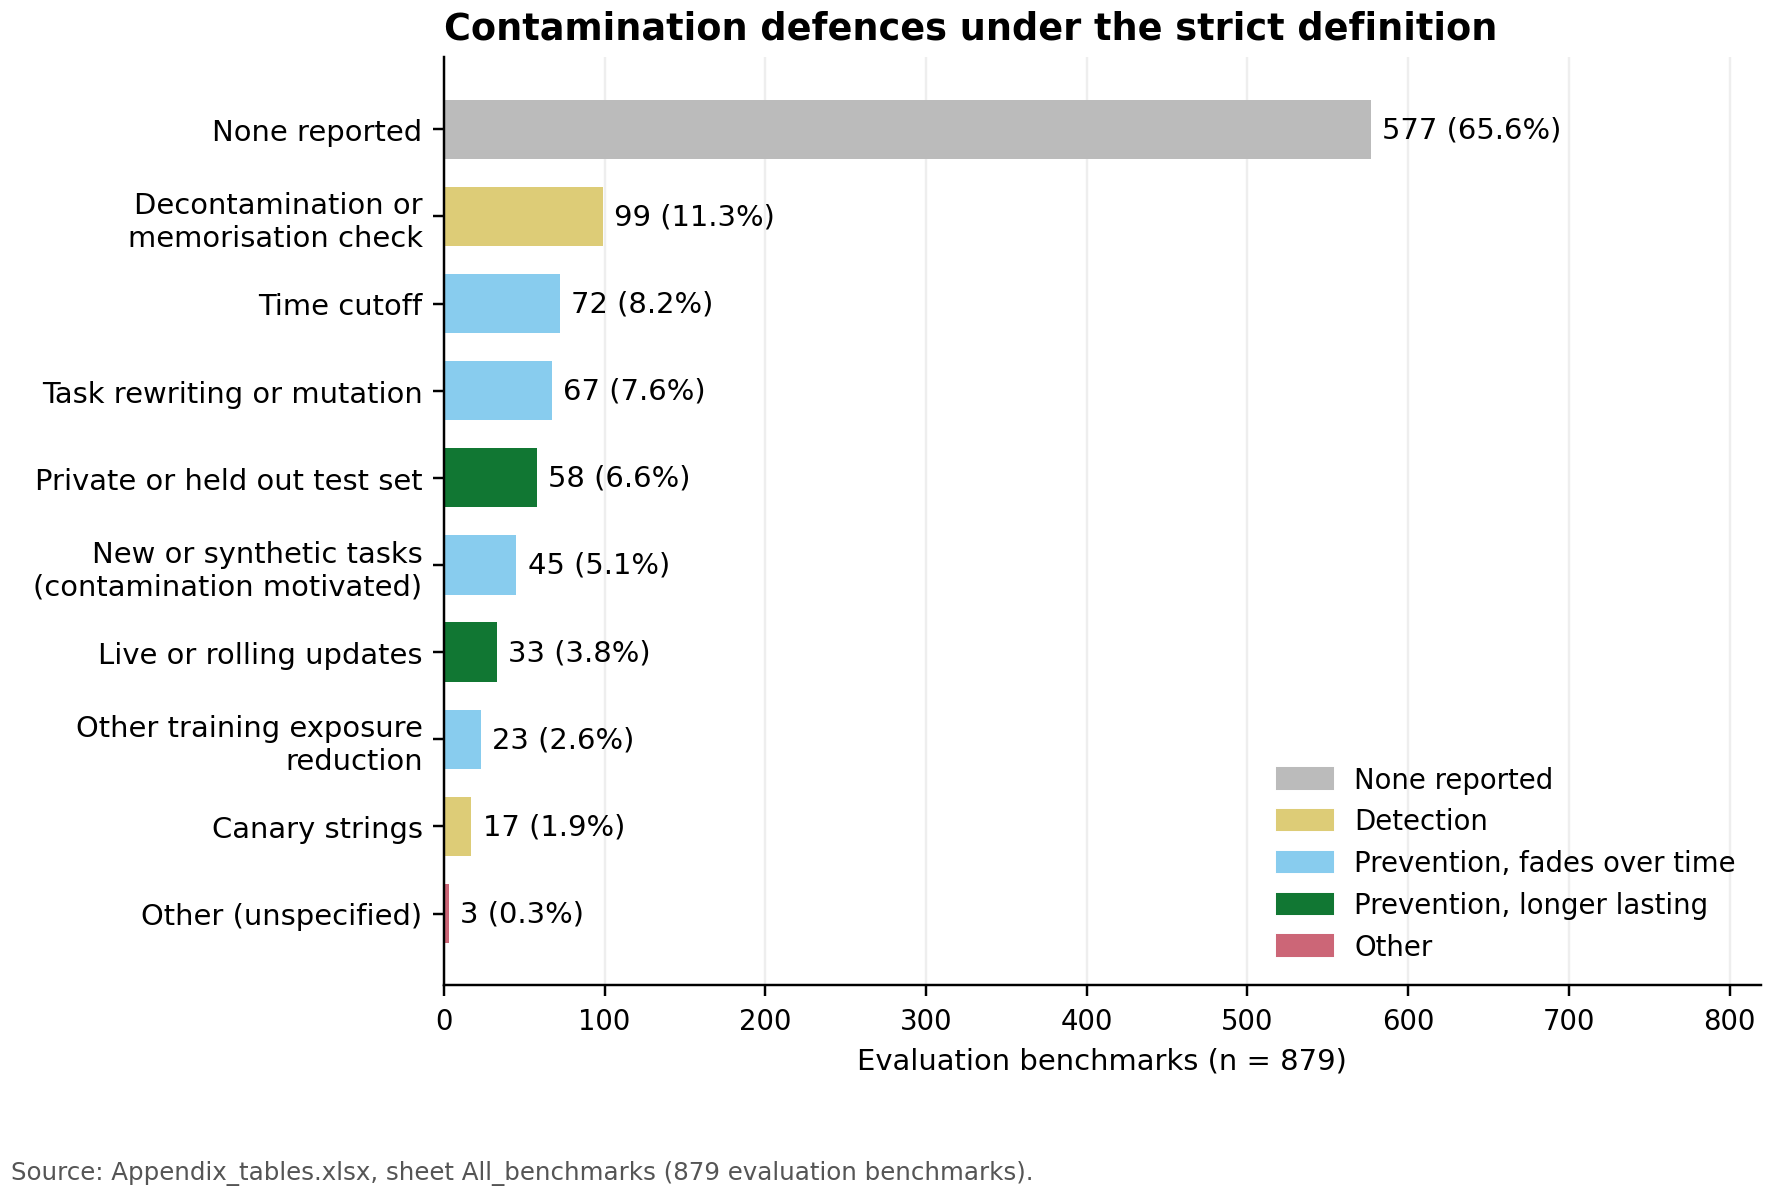 Contamination defences under the strict definition
None reported
577 (65.6%)
Decontamination or
memorisation check
99 (11.3%)
Time cutoff
72 (8.2%)
Task rewriting or mutation
67 (7.6%)
Private or held out test set
58 (6.6%)
New or synthetic tasks
(contamination motivated)
45 (5.1%)
Live or rolling updates
33 (3.8%)
Other training exposure
reduction
23 (2.6%)
Canary strings
17 (1.9%)
Other (unspecified)
3 (0.3%)
None reported
Detection
Prevention, fades over time
Prevention, longer lasting
Other
0 100 200 300 400 500 600 700 800
Evaluation benchmarks (n = 879)
Source: Appendix_tables.xlsx, sheet All_benchmarks (879 evaluation benchmarks).